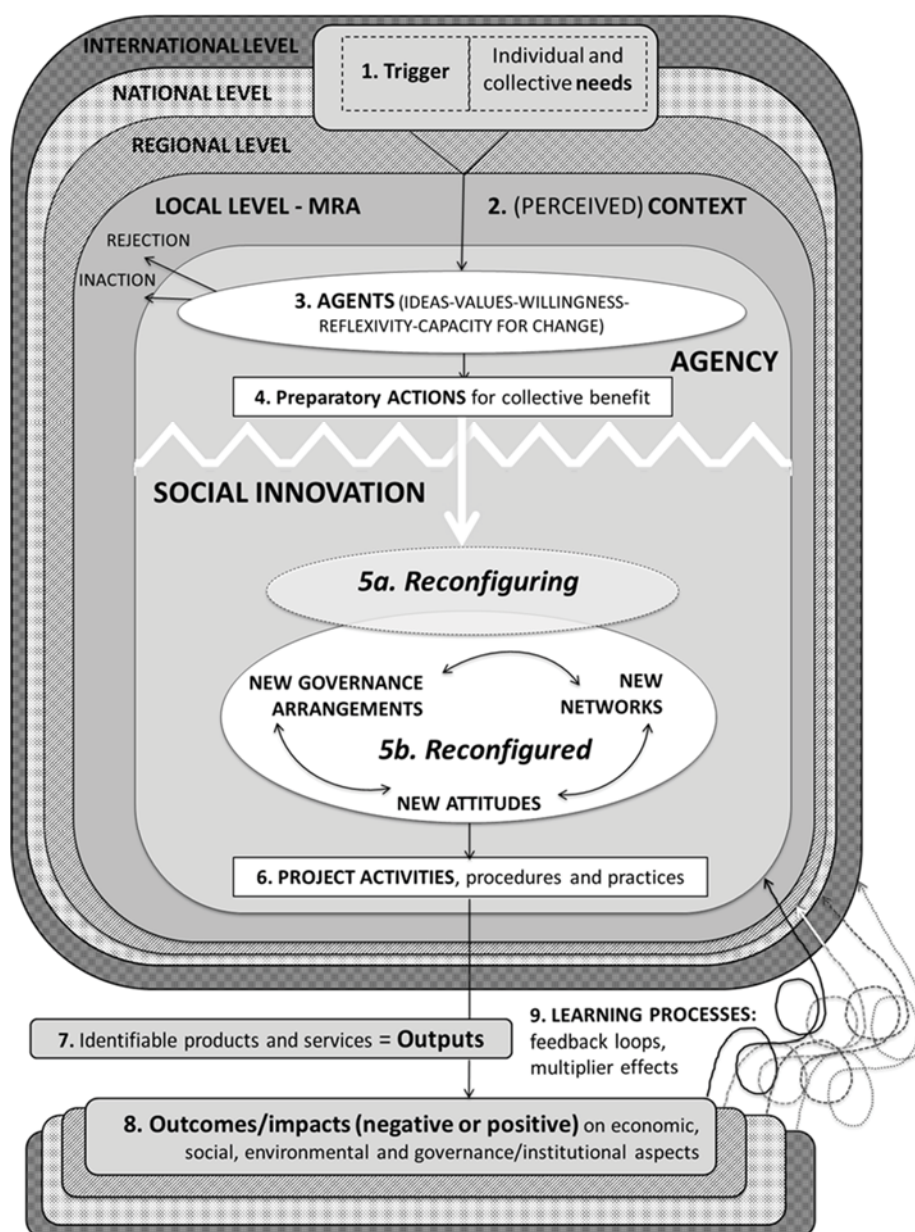 INTERNATIONAL LEVEL
1. Trigger
Individual and
collective needs
NATIONAL LEVEL
REGIONAL LEVEL
LOCAL LEVEL - MRA
2. (PERCEIVED) CONTEXT
REJECTION
INACTION
3. AGENTS (IDEAS-VALUES-WILLINGNESS-
REFLEXIVITY-CAPACITY FOR CHANGE)
AGENCY
4. Preparatory ACTIONS for collective benefit
SOCIAL INNOVATION
5a. Reconfiguring
NEW GOVERNANCE
ARRANGEMENTS
NEW
NETWORKS
5b. Reconfigured
NEW ATTITUDES
6. PROJECT ACTIVITIES, procedures and practices
7. Identifiable products and services = Outputs
9. LEARNING PROCESSES:
feedback loops,
multiplier effects
8. Outcomes/impacts (negative or positive) on economic,
social, environmental and governance/institutional aspects